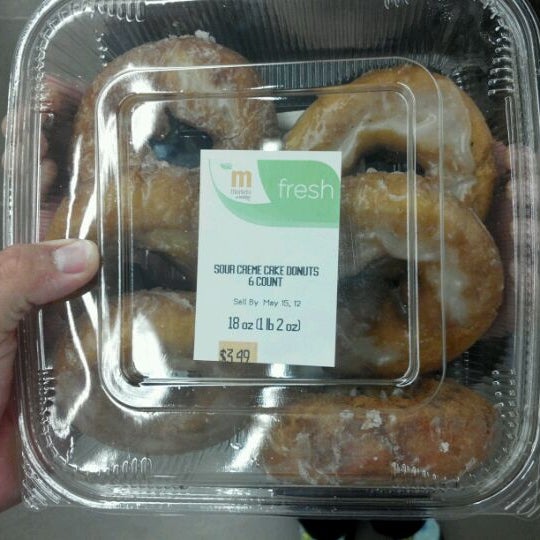 m
fresh
SOUR CREME CAKE DONUTS
6 COUNT
Sell By May 15, 12
18 oz (1 lb 2 oz)
$3.49